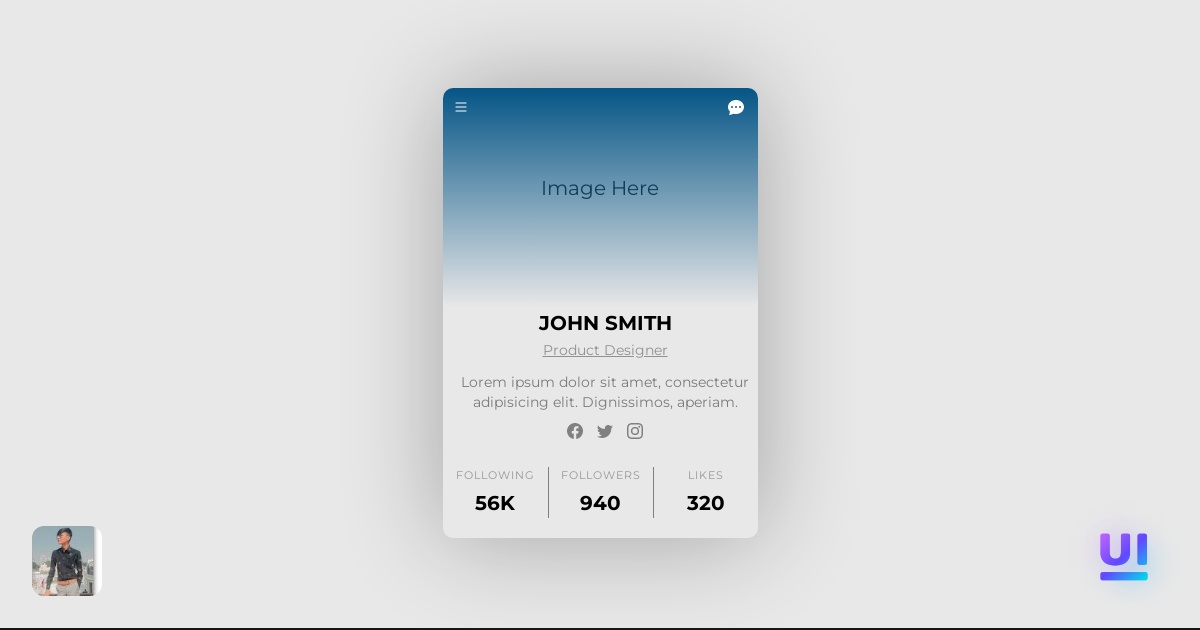 Image Here
JOHN SMITH
Product Designer
Lorem ipsum dolor sit amet, consectetur
adipisicing elit. Dignissimos, aperiam.
FOLLOWING FOLLOWERS LIKES
56K 940 320
UI